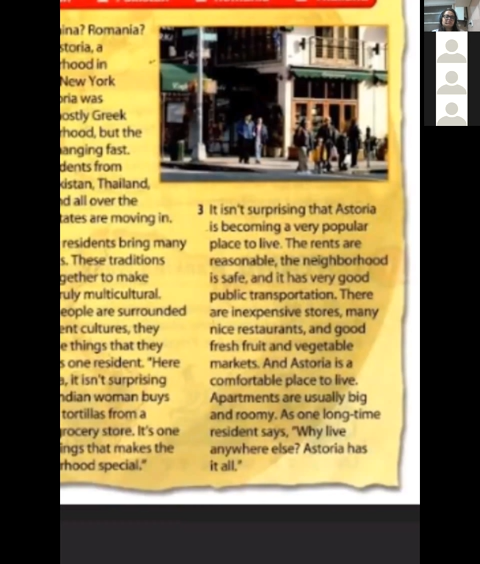 ina? Romania?
storia, a
rhood in
New York
oria was
ostly Greek
rhood, but the
anging fast.
dents from
kistan, Thailand,
nd all over the
tates are moving in.
residents bring many
s. These traditions
gether to make
ruly multicultural.
eople are surrounded
ent cultures, they
e things that they
s one resident. "Here
a, it isn't surprising
ndian woman buys
tortillas from a
rocery store. It's one
ings that makes the
rhood special."
3 It isn't surprising that Astoria
is becoming a very popular
place to live. The rents are
reasonable, the neighborhood
is safe, and it has very good
public transportation. There
are inexpensive stores, many
nice restaurants, and good
fresh fruit and vegetable
markets. And Astoria is a
comfortable place to live.
Apartments are usually big
and roomy. As one long-time
resident says, "Why live
anywhere else? Astoria has
it all."